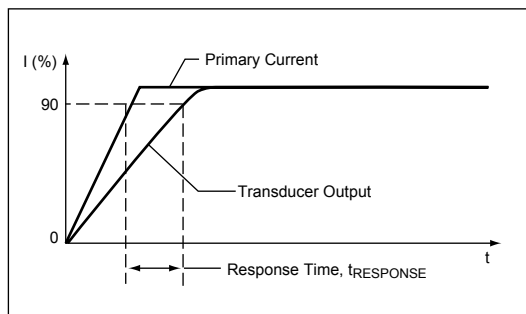 Primary Current
I (%)
90
Transducer Output
0
t
Response Time, tRESPONSE